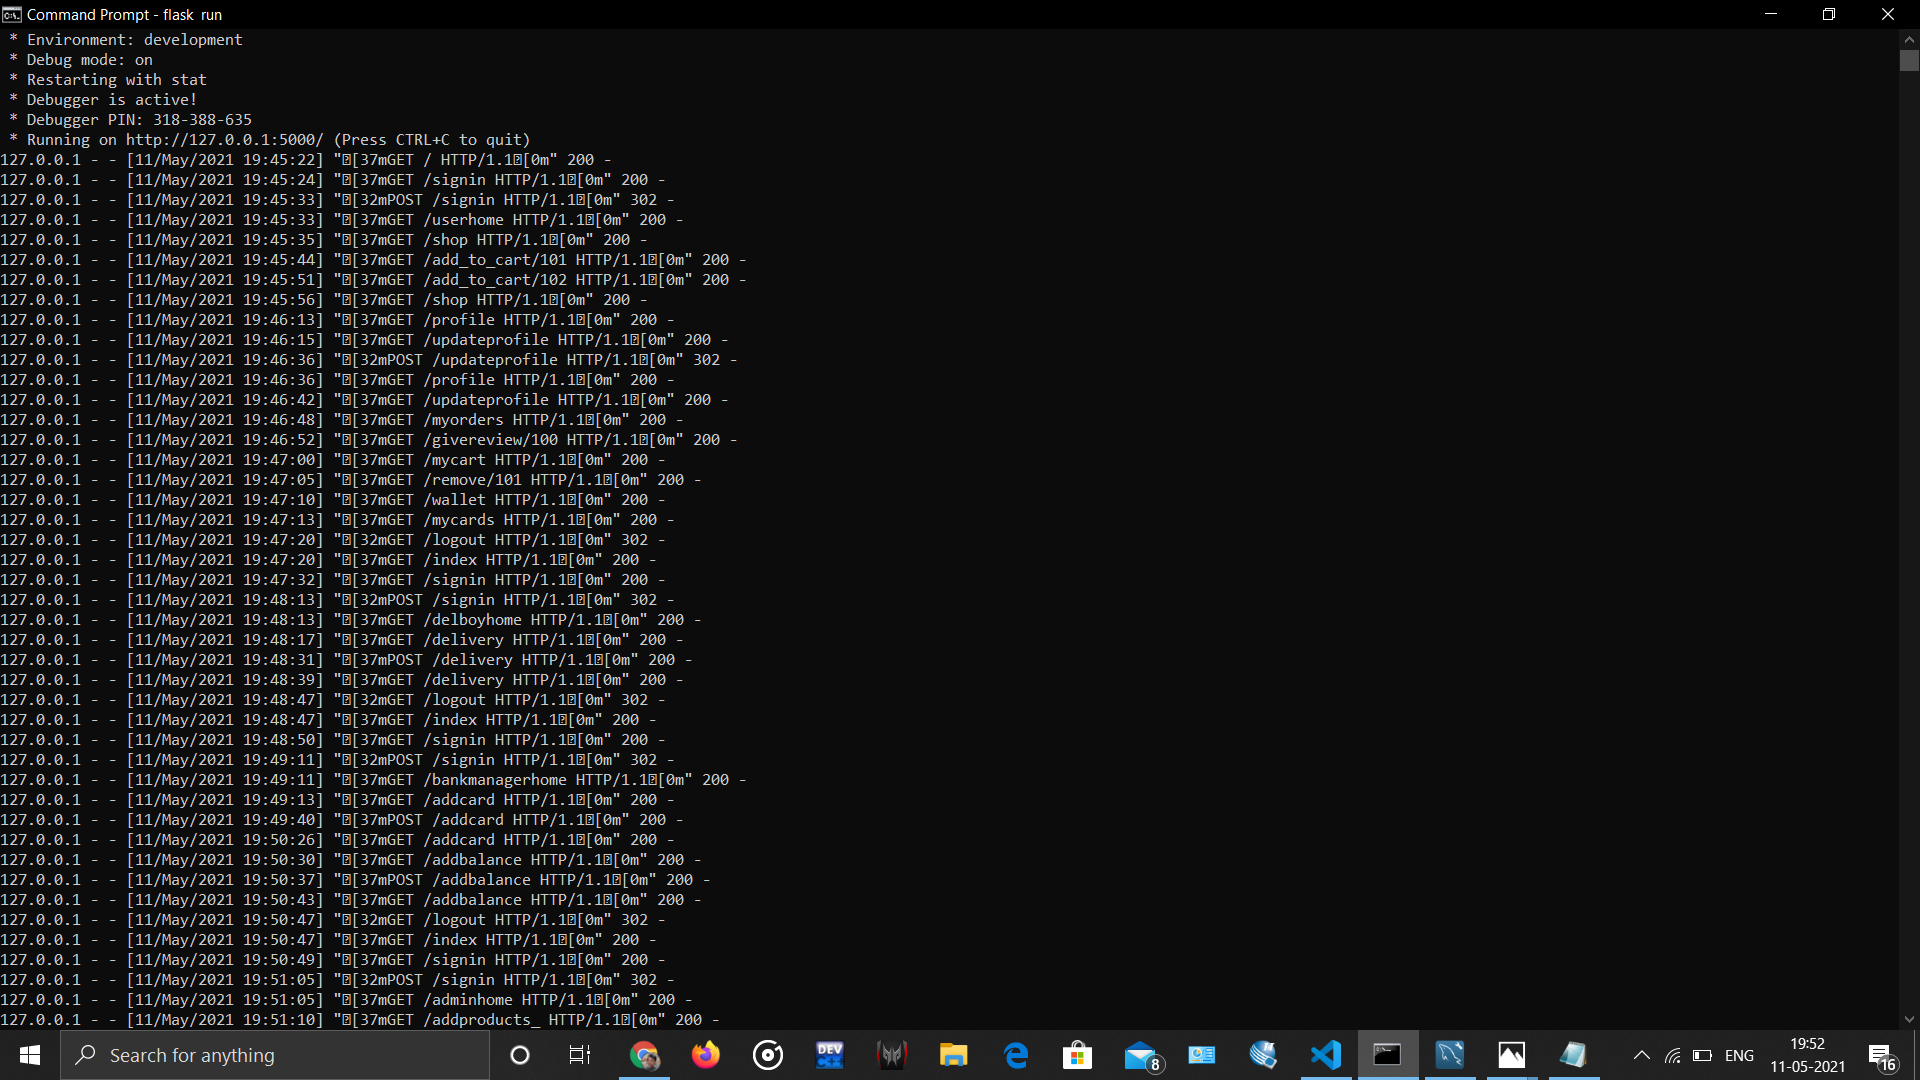 Command Prompt - flask  run
 * Environment: development
 * Debug mode: on
 * Restarting with stat
 * Debugger is active!
 * Debugger PIN: 318-388-635
 * Running on http://127.0.0.1:5000/ (Press CTRL+C to quit)
127.0.0.1 - - [11/May/2021 19:45:22] "[37mGET / HTTP/1.1[0m" 200 -
127.0.0.1 - - [11/May/2021 19:45:24] "[37mGET /signin HTTP/1.1[0m" 200 -
127.0.0.1 - - [11/May/2021 19:45:33] "[32mPOST /signin HTTP/1.1[0m" 302 -
127.0.0.1 - - [11/May/2021 19:45:33] "[37mGET /userhome HTTP/1.1[0m" 200 -
127.0.0.1 - - [11/May/2021 19:45:35] "[37mGET /shop HTTP/1.1[0m" 200 -
127.0.0.1 - - [11/May/2021 19:45:44] "[37mGET /add_to_cart/101 HTTP/1.1[0m" 200 -
127.0.0.1 - - [11/May/2021 19:45:51] "[37mGET /add_to_cart/102 HTTP/1.1[0m" 200 -
127.0.0.1 - - [11/May/2021 19:45:56] "[37mGET /shop HTTP/1.1[0m" 200 -
127.0.0.1 - - [11/May/2021 19:46:13] "[37mGET /profile HTTP/1.1[0m" 200 -
127.0.0.1 - - [11/May/2021 19:46:15] "[37mGET /updateprofile HTTP/1.1[0m" 200 -
127.0.0.1 - - [11/May/2021 19:46:36] "[32mPOST /updateprofile HTTP/1.1[0m" 302 -
127.0.0.1 - - [11/May/2021 19:46:36] "[37mGET /profile HTTP/1.1[0m" 200 -
127.0.0.1 - - [11/May/2021 19:46:42] "[37mGET /updateprofile HTTP/1.1[0m" 200 -
127.0.0.1 - - [11/May/2021 19:46:48] "[37mGET /myorders HTTP/1.1[0m" 200 -
127.0.0.1 - - [11/May/2021 19:46:52] "[37mGET /givereview/100 HTTP/1.1[0m" 200 -
127.0.0.1 - - [11/May/2021 19:47:00] "[37mGET /mycart HTTP/1.1[0m" 200 -
127.0.0.1 - - [11/May/2021 19:47:05] "[37mGET /remove/101 HTTP/1.1[0m" 200 -
127.0.0.1 - - [11/May/2021 19:47:10] "[37mGET /wallet HTTP/1.1[0m" 200 -
127.0.0.1 - - [11/May/2021 19:47:13] "[37mGET /mycards HTTP/1.1[0m" 200 -
127.0.0.1 - - [11/May/2021 19:47:20] "[32mGET /logout HTTP/1.1[0m" 302 -
127.0.0.1 - - [11/May/2021 19:47:20] "[37mGET /index HTTP/1.1[0m" 200 -
127.0.0.1 - - [11/May/2021 19:47:32] "[37mGET /signin HTTP/1.1[0m" 200 -
127.0.0.1 - - [11/May/2021 19:48:13] "[32mPOST /signin HTTP/1.1[0m" 302 -
127.0.0.1 - - [11/May/2021 19:48:13] "[37mGET /delboyhome HTTP/1.1[0m" 200 -
127.0.0.1 - - [11/May/2021 19:48:17] "[37mGET /delivery HTTP/1.1[0m" 200 -
127.0.0.1 - - [11/May/2021 19:48:31] "[37mPOST /delivery HTTP/1.1[0m" 200 -
127.0.0.1 - - [11/May/2021 19:48:39] "[37mGET /delivery HTTP/1.1[0m" 200 -
127.0.0.1 - - [11/May/2021 19:48:47] "[32mGET /logout HTTP/1.1[0m" 302 -
127.0.0.1 - - [11/May/2021 19:48:47] "[37mGET /index HTTP/1.1[0m" 200 -
127.0.0.1 - - [11/May/2021 19:48:50] "[37mGET /signin HTTP/1.1[0m" 200 -
127.0.0.1 - - [11/May/2021 19:49:11] "[32mPOST /signin HTTP/1.1[0m" 302 -
127.0.0.1 - - [11/May/2021 19:49:11] "[37mGET /bankmanagerhome HTTP/1.1[0m" 200 -
127.0.0.1 - - [11/May/2021 19:49:13] "[37mGET /addcard HTTP/1.1[0m" 200 -
127.0.0.1 - - [11/May/2021 19:49:40] "[37mPOST /addcard HTTP/1.1[0m" 200 -
127.0.0.1 - - [11/May/2021 19:50:26] "[37mGET /addcard HTTP/1.1[0m" 200 -
127.0.0.1 - - [11/May/2021 19:50:30] "[37mGET /addbalance HTTP/1.1[0m" 200 -
127.0.0.1 - - [11/May/2021 19:50:37] "[37mPOST /addbalance HTTP/1.1[0m" 200 -
127.0.0.1 - - [11/May/2021 19:50:43] "[37mGET /addbalance HTTP/1.1[0m" 200 -
127.0.0.1 - - [11/May/2021 19:50:47] "[32mGET /logout HTTP/1.1[0m" 302 -
127.0.0.1 - - [11/May/2021 19:50:47] "[37mGET /index HTTP/1.1[0m" 200 -
127.0.0.1 - - [11/May/2021 19:50:49] "[37mGET /signin HTTP/1.1[0m" 200 -
127.0.0.1 - - [11/May/2021 19:51:05] "[32mPOST /signin HTTP/1.1[0m" 302 -
127.0.0.1 - - [11/May/2021 19:51:05] "[37mGET /adminhome HTTP/1.1[0m" 200 -
127.0.0.1 - - [11/May/2021 19:51:10] "[37mGET /addproducts_ HTTP/1.1[0m" 200 -
Search for anything
DEV
8
ENG
19:52
11-05-2021
16